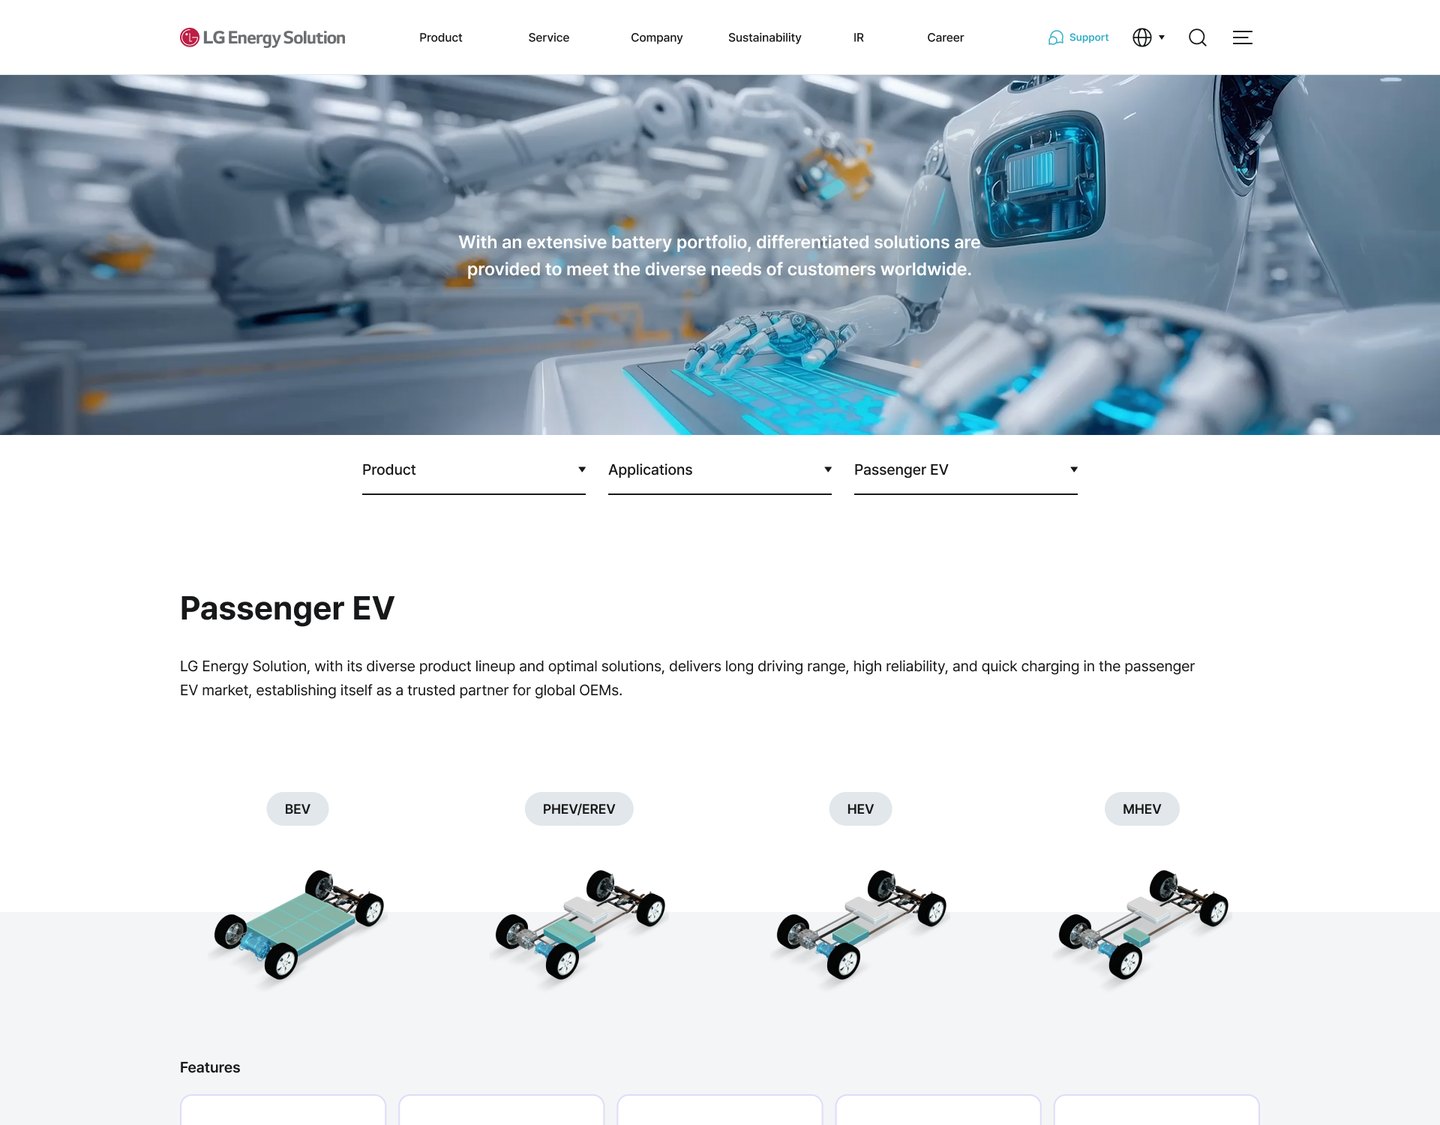 LG Energy Solution
Product
Service
Company
Sustainability
IR
Career
Support
With an extensive battery portfolio, differentiated solutions are
provided to meet the diverse needs of customers worldwide.
Product
Applications
Passenger EV
Passenger EV
LG Energy Solution, with its diverse product lineup and optimal solutions, delivers long driving range, high reliability, and quick charging in the passenger
EV market, establishing itself as a trusted partner for global OEMs.
BEV
PHEV/EREV
HEV
MHEV
Features